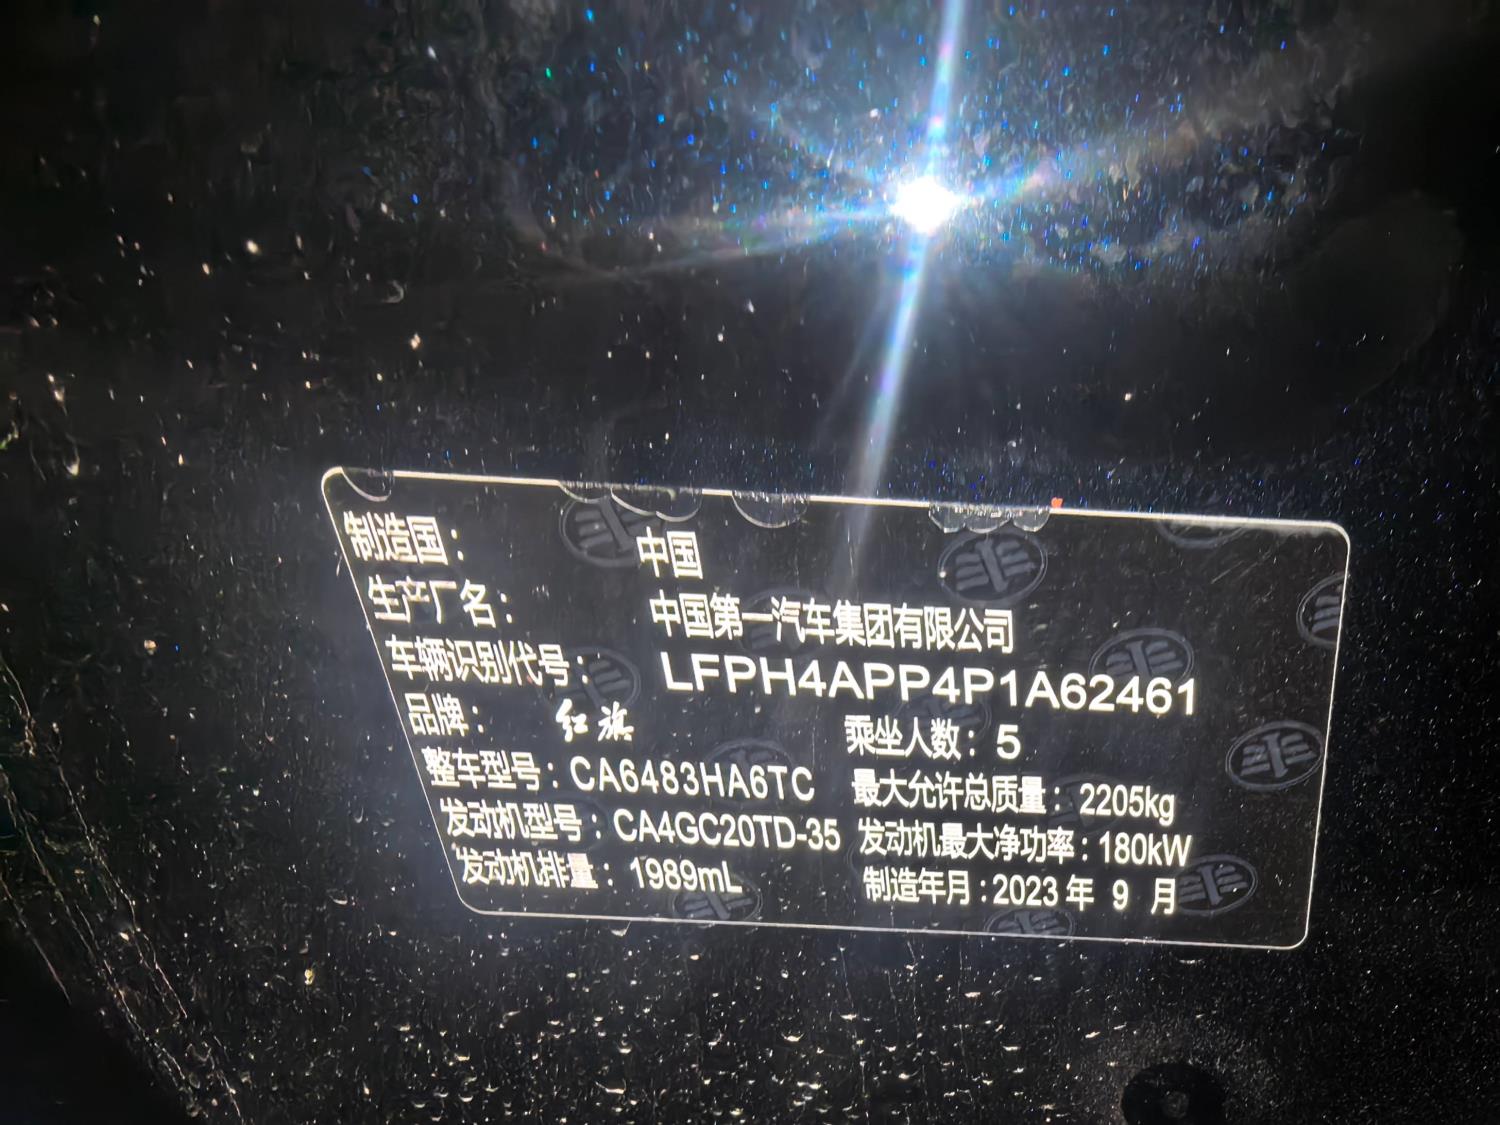 制造国： 中国
生产厂名： 中国第一汽车集团有限公司
车辆识别代号： LFPH4APP4P1A62461
品牌： 红旗 乘坐人数：5
整车型号：CA6483HA6TC 最大允许总质量：2205kg
发动机型号：CA4GC20TD-35 发动机最大净功率：180kW
发动机排量：1989mL 制造年月：2023年 9 月